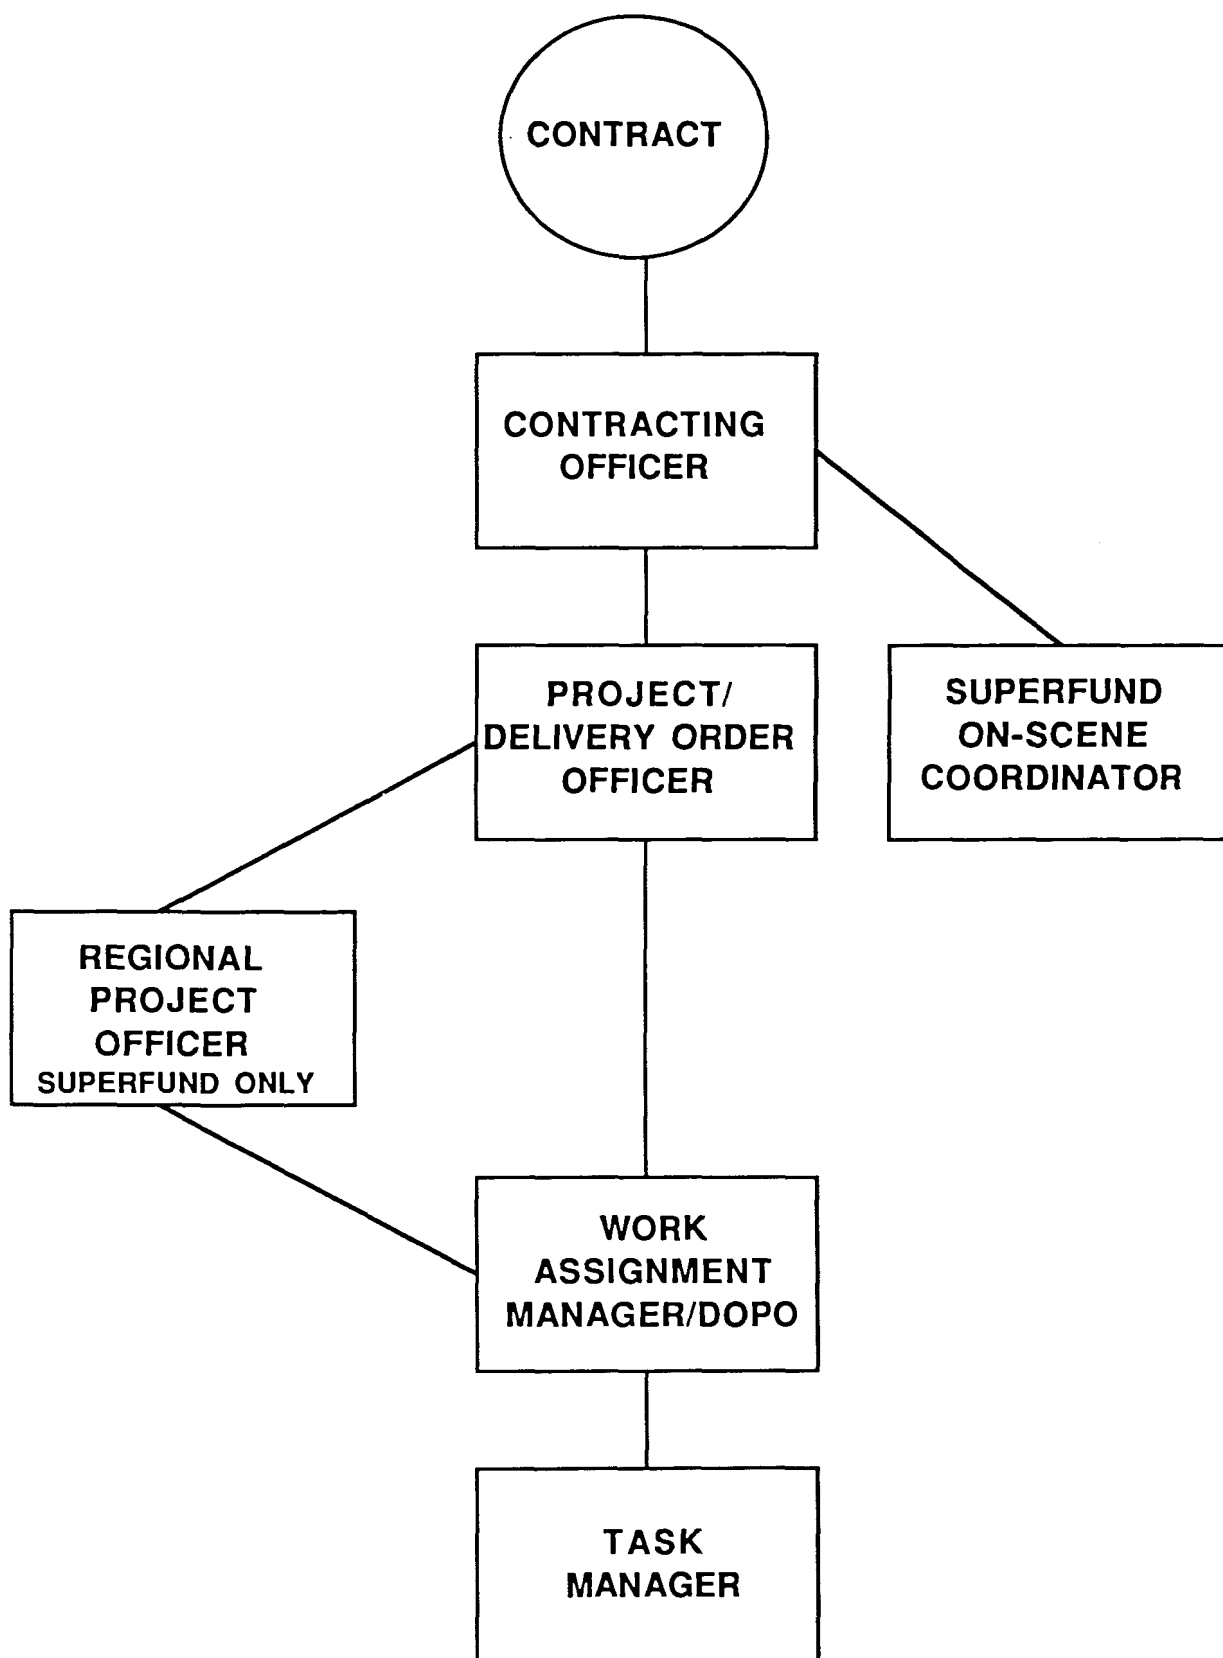 CONTRACT
CONTRACTING
OFFICER
PROJECT/
DELIVERY ORDER
OFFICER
SUPERFUND
ON-SCENE
COORDINATOR
REGIONAL
PROJECT
OFFICER
SUPERFUND ONLY
WORK
ASSIGNMENT
MANAGER/DOPO
TASK
MANAGER